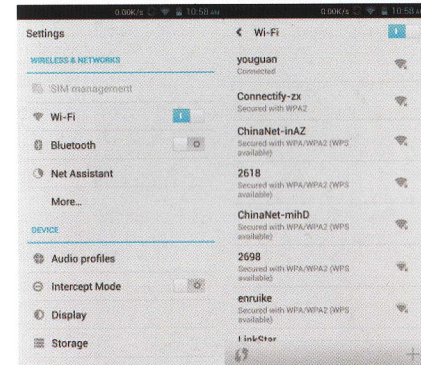 0.00K/s 10:58 AM
Settings
WIRELESS & NETWORKS
SIM management
Wi-Fi
Bluetooth
Net Assistant
More...
DEVICE
Audio profiles
Intercept Mode
Display
Storage
0.00K/s 10:58 AM
Wi-Fi
youguan
Connected
Connectify-zx
Secured with WPA2
ChinaNet-inAZ
Secured with WPA/WPA2 (WPS
available)
2618
Secured with WPA/WPA2 (WPS
available)
ChinaNet-mihD
Secured with WPA/WPA2 (WPS
available)
2698
Secured with WPA/WPA2 (WPS
available)
enruike
Secured with WPA/WPA2 (WPS
available)
LinkStar